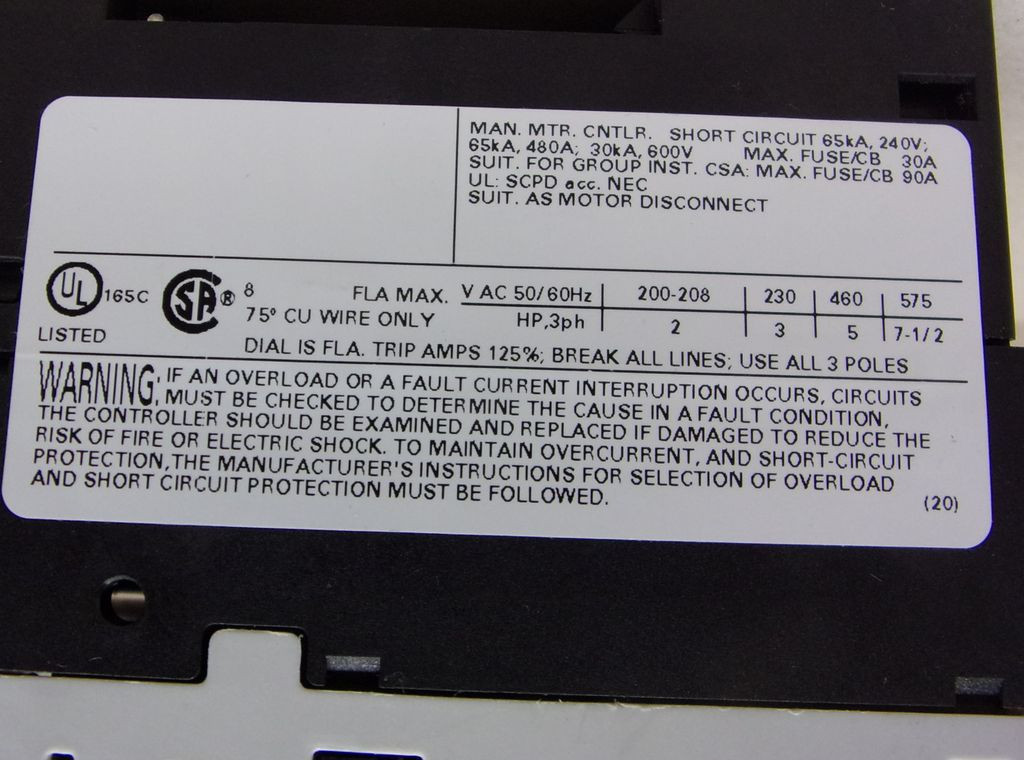 MAN. MTR. CNTLR. SHORT CIRCUIT 65kA, 240V;
65kA, 480A; 30kA, 600V MAX. FUSE/CB 30A
SUIT. FOR GROUP INST. CSA: MAX. FUSE/CB 90A
UL: SCPD acc. NEC
SUIT. AS MOTOR DISCONNECT
UL 165C
LISTED
SA ® 8
75° CU WIRE ONLY
FLA MAX. V AC 50/60Hz 200-208 230 460 575
HP,3ph 2 3 5 7-1/2
DIAL IS FLA. TRIP AMPS 125%; BREAK ALL LINES; USE ALL 3 POLES
WARNING: IF AN OVERLOAD OR A FAULT CURRENT INTERRUPTION OCCURS, CIRCUITS
MUST BE CHECKED TO DETERMINE THE CAUSE IN A FAULT CONDITION,
THE CONTROLLER SHOULD BE EXAMINED AND REPLACED IF DAMAGED TO REDUCE THE
RISK OF FIRE OR ELECTRIC SHOCK. TO MAINTAIN OVERCURRENT, AND SHORT-CIRCUIT
PROTECTION,THE MANUFACTURER'S INSTRUCTIONS FOR SELECTION OF OVERLOAD
AND SHORT CIRCUIT PROTECTION MUST BE FOLLOWED.
(20)